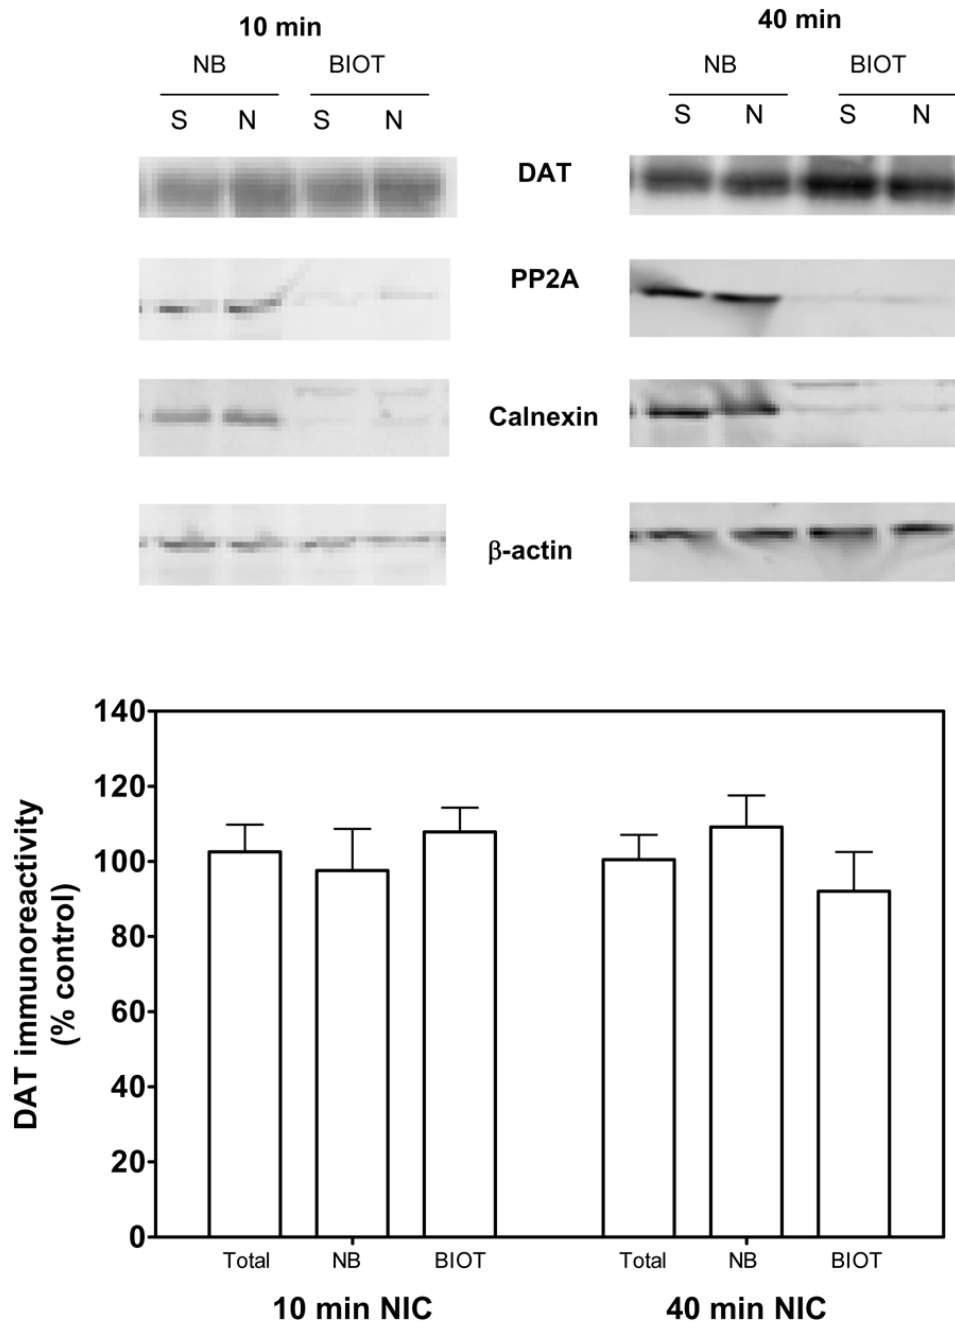 10 min 40 min
NB BIOT NB BIOT
S N S N S N S N
DAT
PP2A
Calnexin
β-actin
140
120
100
80
60
40
20
0
DAT immunoreactivity
(% control)
Total NB BIOT Total NB BIOT
10 min NIC 40 min NIC